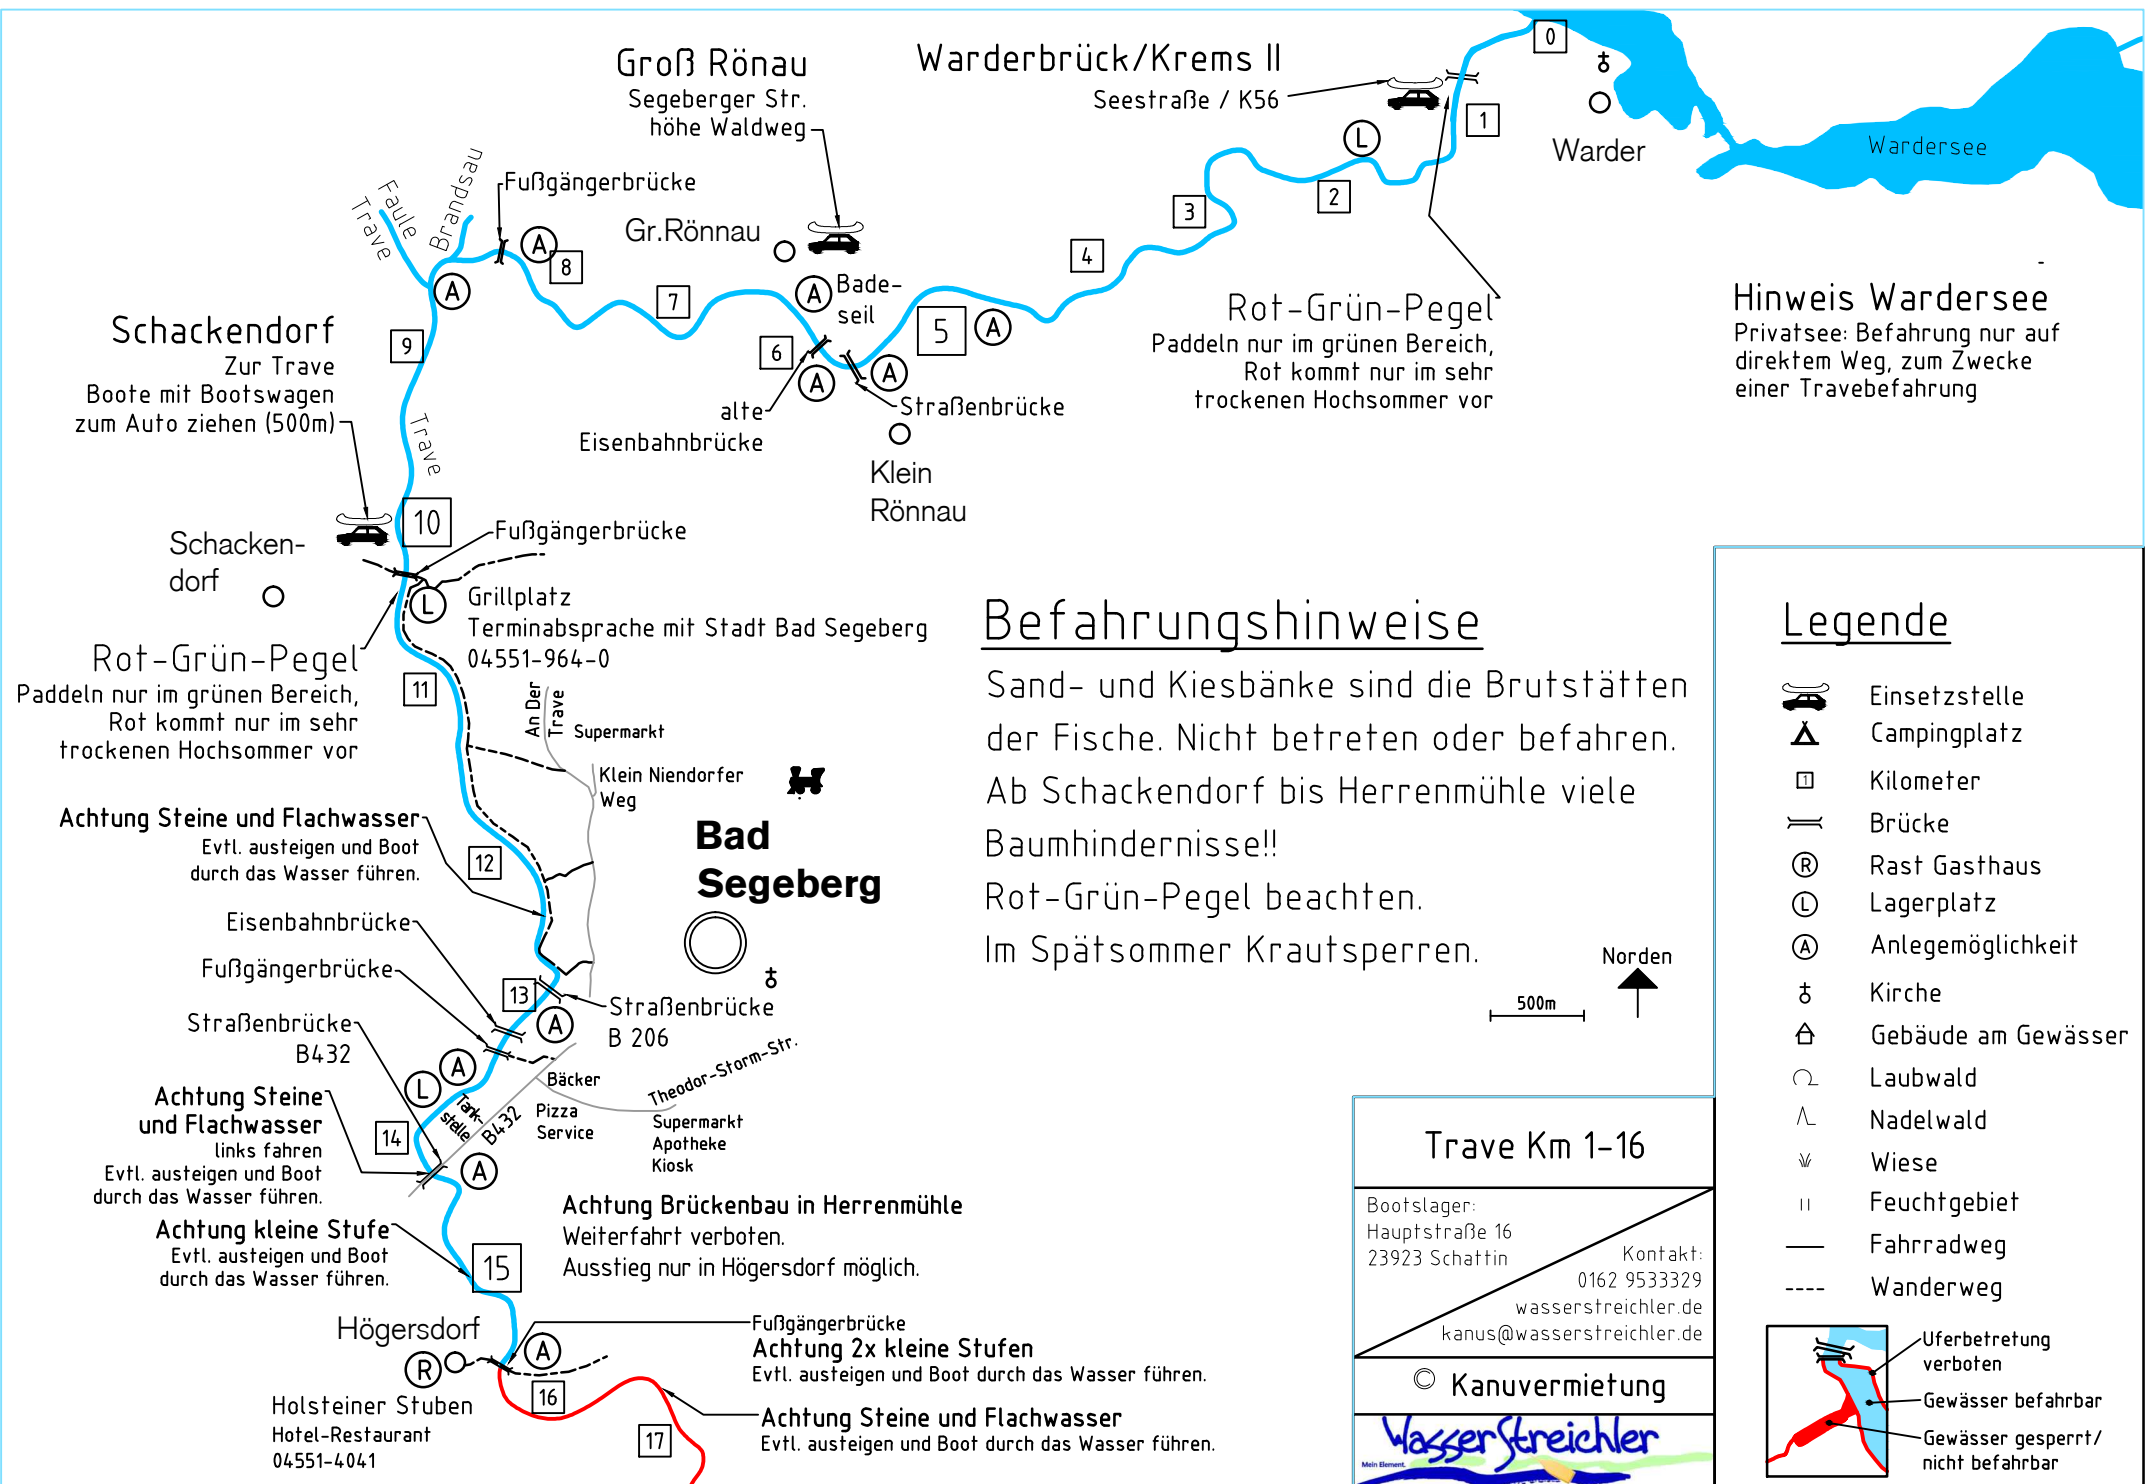 Groß Rönau
Segeberger Str.
höhe Waldweg
Warderbrück/Krems II
Seestraße / K56
0
1
L
2
3
4
Warder
Wardersee
Faule
Trave
Brandsau
Fußgängerbrücke
A
8
Gr.Rönnau
7
A
Bade-
seil
5
A
6
A
A
alte
Eisenbahnbrücke
Straßenbrücke
Klein
Rönnau
Rot-Grün-Pegel
Paddeln nur im grünen Bereich,
Rot kommt nur im sehr
trockenen Hochsommer vor
Hinweis Wardersee
Privatsee: Befahrung nur auf
direktem Weg, zum Zwecke
einer Travebefahrung
A
9
Schackendorf
Zur Trave
Boote mit Bootswagen
zum Auto ziehen (500m)
Trave
10
Schacken-
dorf
Fußgängerbrücke
L
Grillplatz
Terminabsprache mit Stadt Bad Segeberg
04551-964-0
Rot-Grün-Pegel
Paddeln nur im grünen Bereich,
Rot kommt nur im sehr
trockenen Hochsommer vor
11
An Der
Trave
Supermarkt
Klein Niendorfer
Weg
Bad
Segeberg
Achtung Steine und Flachwasser
Evtl. austeigen und Boot
durch das Wasser führen.
12
Eisenbahnbrücke
Fußgängerbrücke
13
Straßenbrücke
B 206
A
Straßenbrücke
B432
A
L
Achtung Steine
und Flachwasser
links fahren
Evtl. austeigen und Boot
durch das Wasser führen.
14
Tank-
stelle
B432
Bäcker
Pizza
Service
Theodor-Storm-Str.
Supermarkt
Apotheke
Kiosk
A
Achtung kleine Stufe
Evtl. austeigen und Boot
durch das Wasser führen.
15
Achtung Brückenbau in Herrenmühle
Weiterfahrt verboten.
Ausstieg nur in Högersdorf möglich.
Högersdorf
R
A
Holsteiner Stuben
Hotel-Restaurant
04551-4041
16
Fußgängerbrücke
Achtung 2x kleine Stufen
Evtl. austeigen und Boot durch das Wasser führen.
17
Achtung Steine und Flachwasser
Evtl. austeigen und Boot durch das Wasser führen.
Befahrungshinweise
Sand- und Kiesbänke sind die Brutstätten
der Fische. Nicht betreten oder befahren.
Ab Schackendorf bis Herrenmühle viele
Baumhindernisse!!
Rot-Grün-Pegel beachten.
Im Spätsommer Krautsperren.
500m
Norden
Legende
Einsetzstelle
Campingplatz
1 Kilometer
Brücke
R Rast Gasthaus
L Lagerplatz
A Anlegemöglichkeit
Kirche
Gebäude am Gewässer
Laubwald
Nadelwald
Wiese
Feuchtgebiet
Fahrradweg
Wanderweg
Uferbetretung
verboten
Gewässer befahrbar
Gewässer gesperrt/
nicht befahrbar
Trave Km 1-16
Bootslager:
Hauptstraße 16
23923 Schattin
Kontakt:
0162 9533329
wasserstreichler.de
kanus@wasserstreichler.de
© Kanuvermietung
WasserStreichler
Mein Element.